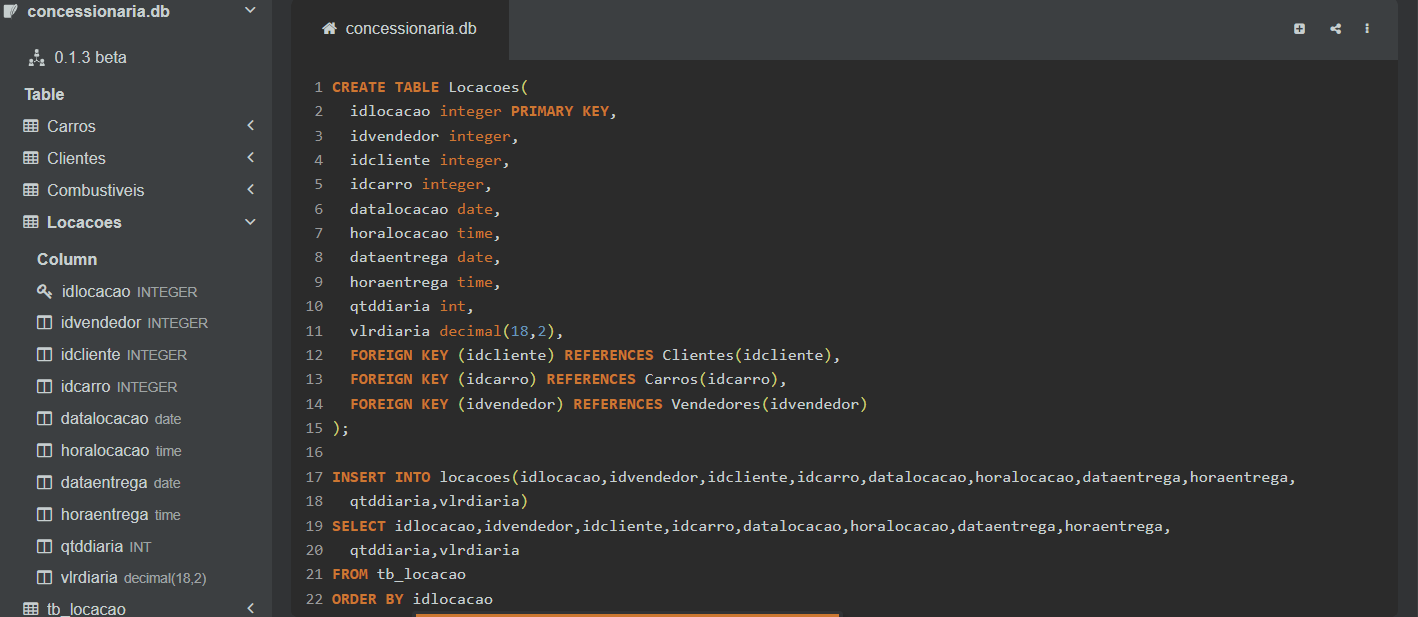 concessionaria.db
0.1.3 beta
Table
Carros
Clientes
Combustiveis
Locacoes
Column
idlocacao INTEGER
idvendedor INTEGER
idcliente INTEGER
idcarro INTEGER
datalocacao date
horalocacao time
dataentrega date
horaentrega time
qtddiaria INT
vlrdiaria decimal(18,2)
tb_locacao
concessionaria.db
1 CREATE TABLE Locacoes(
2 idlocacao integer PRIMARY KEY,
3 idvendedor integer,
4 idcliente integer,
5 idcarro integer,
6 datalocacao date,
7 horalocacao time,
8 dataentrega date,
9 horaentrega time,
10 qtddiaria int,
11 vlrdiaria decimal(18,2),
12 FOREIGN KEY (idcliente) REFERENCES Clientes(idcliente),
13 FOREIGN KEY (idcarro) REFERENCES Carros(idcarro),
14 FOREIGN KEY (idvendedor) REFERENCES Vendedores(idvendedor)
15 );
16
17 INSERT INTO locacoes(idlocacao,idvendedor,idcliente,idcarro,datalocacao,horalocacao,dataentrega,horaentrega,
18 qtddiaria,vlrdiaria)
19 SELECT idlocacao,idvendedor,idcliente,idcarro,datalocacao,horalocacao,dataentrega,horaentrega,
20 qtddiaria,vlrdiaria
21 FROM tb_locacao
22 ORDER BY idlocacao